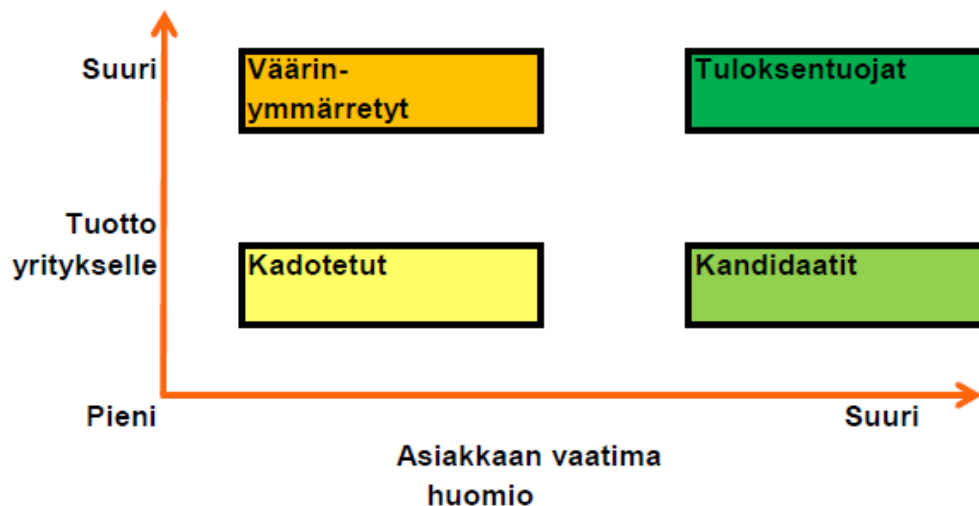 Suuri
Väärin-
ymmärretyt
Tuloksentuojat
Tuotto
yritykselle
Kadotetut
Kandidaatit
Pieni
Suuri
Asiakkaan vaatima
huomio